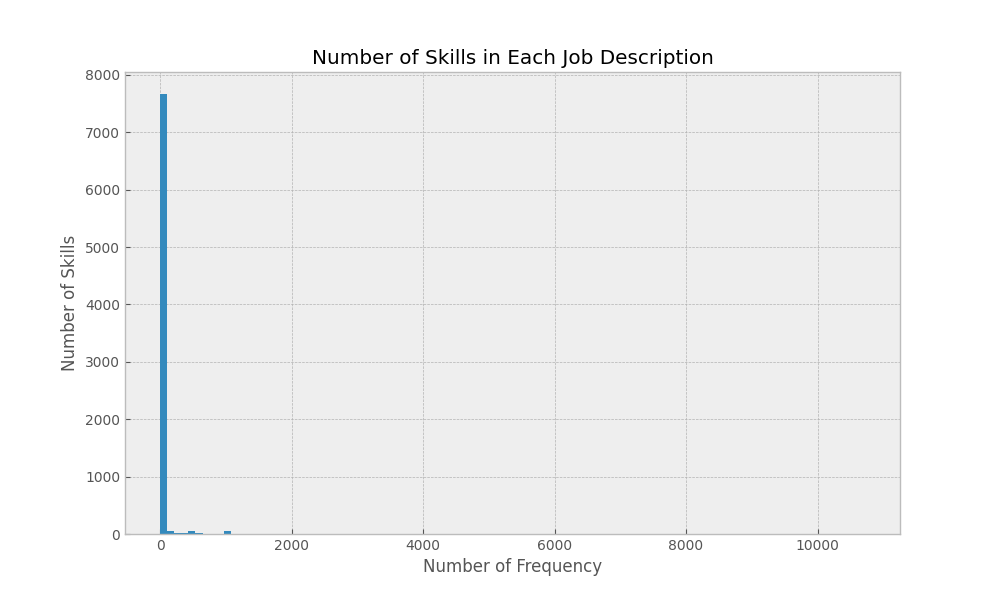 Number of Skills in Each Job Description
Number of Skills
8000
7000
6000
5000
4000
3000
2000
1000
0
0 2000 4000 6000 8000 10000
Number of Frequency